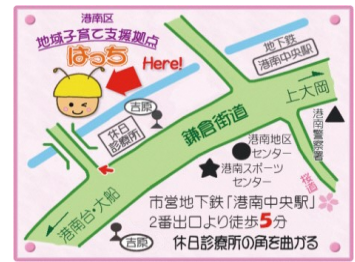 港南区
地域子育て支援拠点
はっち
Here!
地下鉄
港南中央駅
上大岡
吉原
休日
診療所
鎌倉街道
港南警察署
港南地区
センター
港南スポーツ
センター
桜道
港南台・大船
吉原
市営地下鉄「港南中央駅」
2番出口より徒歩5分
休日診療所の角を曲がる